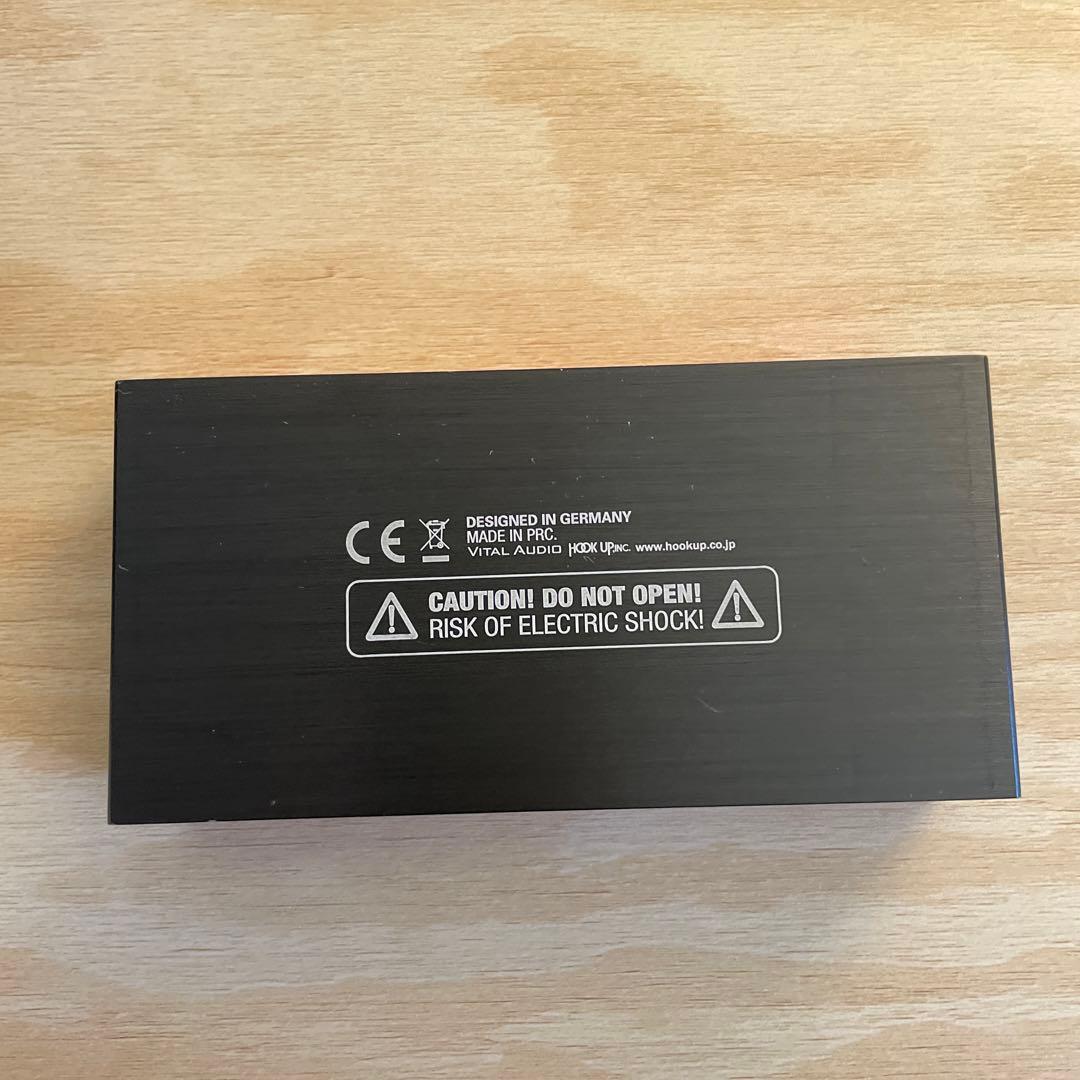 CE DESIGNED IN GERMANY
MADE IN PRC.
VITAL AUDIO HOOK UP,INC. www.hookup.co.jp
CAUTION! DO NOT OPEN!
RISK OF ELECTRIC SHOCK!